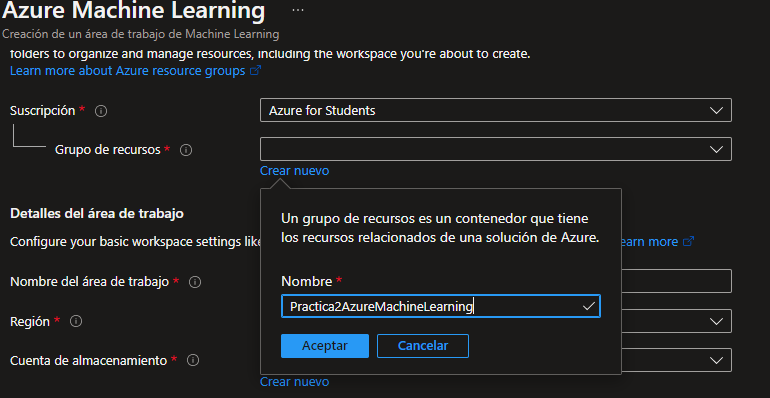 Azure Machine Learning ...
Creación de un área de trabajo de Machine Learning
folders to organize and manage resources, including the workspace you're about to create.
Learn more about Azure resource groups
Suscripción *
Azure for Students
Grupo de recursos *
Crear nuevo
Un grupo de recursos es un contenedor que tiene
los recursos relacionados de una solución de Azure.
Detalles del área de trabajo
Configure your basic workspace settings like
earn more
Nombre *
Nombre del área de trabajo *
Practica2AzureMachineLearning
Región *
Aceptar
Cancelar
Cuenta de almacenamiento *
Crear nuevo